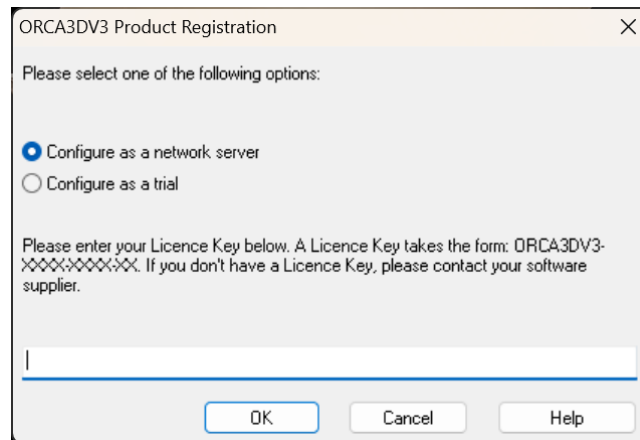 ORCA3DV3 Product Registration
Please select one of the following options:
Configure as a network server
Configure as a trial
Please enter your Licence Key below. A Licence Key takes the form: ORCA3DV3-
XXXX-XXXX-XX. If you don't have a Licence Key, please contact your software
supplier.
OK
Cancel
Help